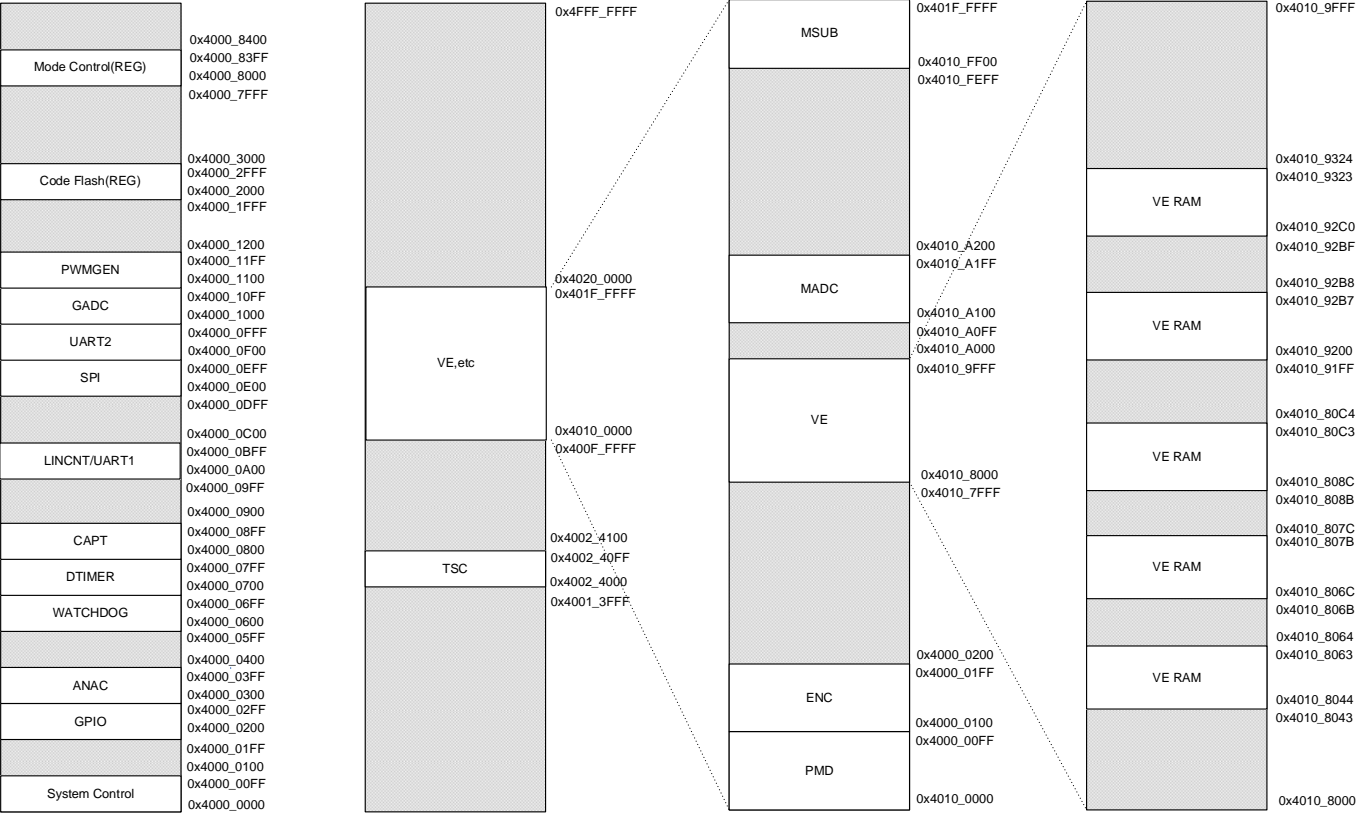 0x4000_8400
Mode Control(REG)
0x4000_83FF
0x4000_8000
0x4000_7FFF
0x4000_3000
Code Flash(REG)
0x4000_2FFF
0x4000_2000
0x4000_1FFF
0x4000_1200
PWMGEN
0x4000_11FF
0x4000_1100
GADC
0x4000_10FF
0x4000_1000
UART2
0x4000_0FFF
0x4000_0F00
SPI
0x4000_0EFF
0x4000_0E00
0x4000_0DFF
0x4000_0C00
LINCNT/UART1
0x4000_0BFF
0x4000_0A00
0x4000_09FF
0x4000_0900
CAPT
0x4000_08FF
0x4000_0800
DTIMER
0x4000_07FF
0x4000_0700
WATCHDOG
0x4000_06FF
0x4000_0600
0x4000_05FF
0x4000_0400
ANAC
0x4000_03FF
0x4000_0300
GPIO
0x4000_02FF
0x4000_0200
0x4000_01FF
0x4000_0100
System Control
0x4000_00FF
0x4000_0000
0x4FFF_FFFF
0x4020_0000
0x401F_FFFF
VE,etc
0x4010_0000
0x400F_FFFF
0x4002_4100
TSC
0x4002_40FF
0x4002_4000
0x4001_3FFF
0x401F_FFFF
MSUB
0x4010_FF00
0x4010_FEFF
0x4010_A200
0x4010_A1FF
MADC
0x4010_A100
0x4010_A0FF
0x4010_A000
0x4010_9FFF
VE
0x4010_8000
0x4010_7FFF
0x4000_0200
0x4000_01FF
ENC
0x4000_0100
0x4000_00FF
PMD
0x4010_0000
0x4010_9FFF
0x4010_9324
0x4010_9323
VE RAM
0x4010_92C0
0x4010_92BF
0x4010_92B8
0x4010_92B7
VE RAM
0x4010_9200
0x4010_91FF
0x4010_80C4
0x4010_80C3
VE RAM
0x4010_808C
0x4010_808B
0x4010_807C
0x4010_807B
VE RAM
0x4010_806C
0x4010_806B
0x4010_8064
0x4010_8063
VE RAM
0x4010_8044
0x4010_8043
0x4010_8000